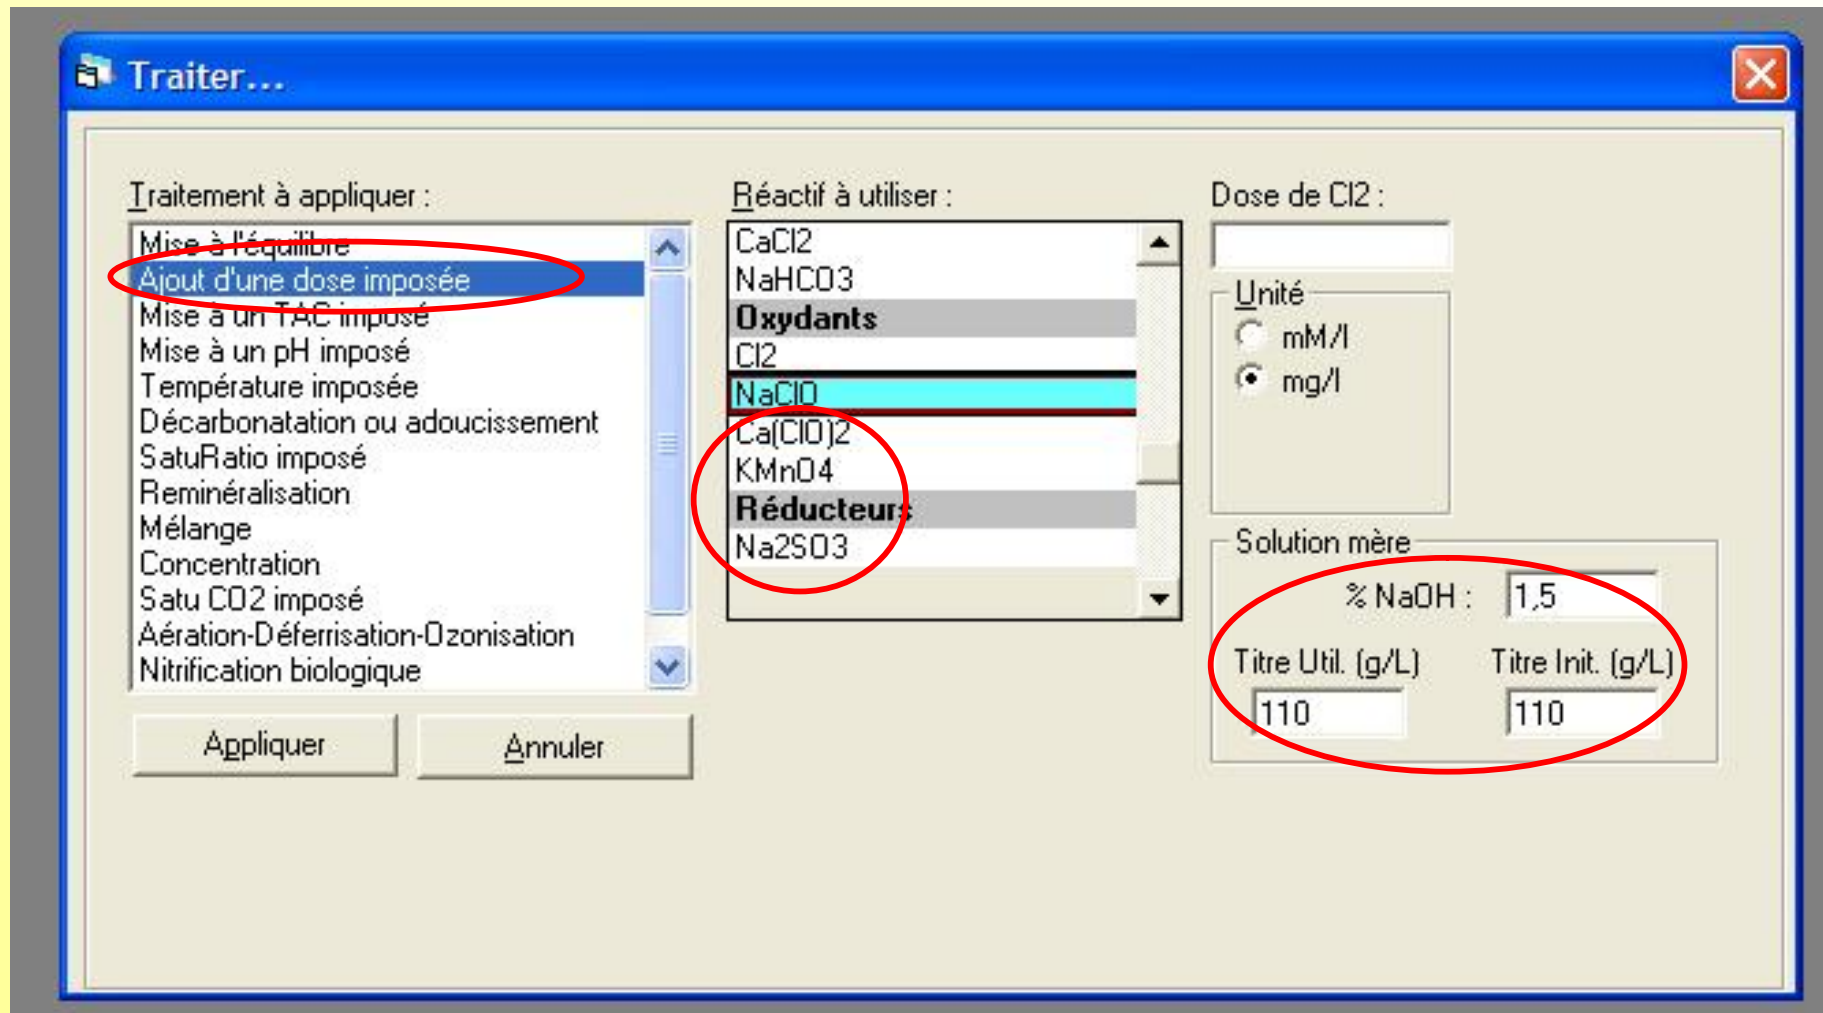 Traiter...
Traitement à appliquer :
Mise à l'équilibre
Ajout d'une dose imposée
Mise à un TAC imposé
Mise à un pH imposé
Température imposée
Décarbonatation ou adoucissement
SatuRatio imposé
Reminéralisation
Mélange
Concentration
Satu CO2 imposé
Aération-Déferrisation-Ozonisation
Nitrification biologique
Appliquer
Annuler
Réactif à utiliser :
CaCl2
NaHCO3
Oxydants
Cl2
NaClO
Ca(ClO)2
KMnO4
Réducteurs
Na2SO3
Dose de Cl2 :
Unité
mM/l
mg/l
Solution mère
% NaOH : 1,5
Titre Util. (g/L) Titre Init. (g/L)
110 110